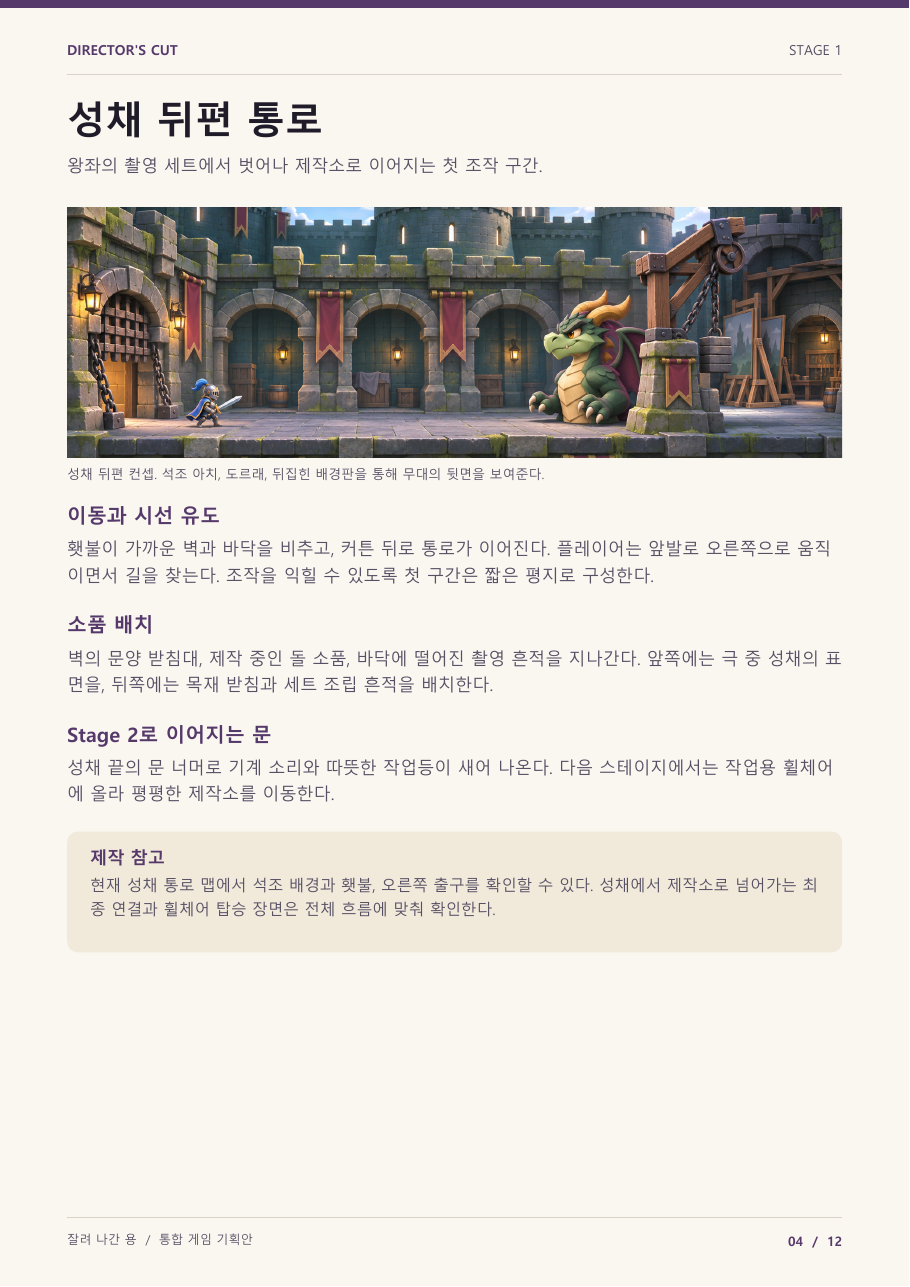 DIRECTOR'S CUT
STAGE 1
성채 뒤편 통로
왕좌의 촬영 세트에서 벗어나 제작소로 이어지는 첫 조작 구간.
성채 뒤편 컨셉. 석조 아치, 도르래, 뒤집힌 배경판을 통해 무대의 뒷면을 보여준다.
이동과 시선 유도
횃불이 가까운 벽과 바닥을 비추고, 커튼 뒤로 통로가 이어진다. 플레이어는 앞발로 오른쪽으로 움직
이면서 길을 찾는다. 조작을 익힐 수 있도록 첫 구간은 짧은 평지로 구성한다.
소품 배치
벽의 문양 받침대, 제작 중인 돌 소품, 바닥에 떨어진 촬영 흔적을 지나간다. 앞쪽에는 극 중 성채의 표
면을, 뒤쪽에는 목재 받침과 세트 조립 흔적을 배치한다.
Stage 2로 이어지는 문
성채 끝의 문 너머로 기계 소리와 따뜻한 작업등이 새어 나온다. 다음 스테이지에서는 작업용 휠체어
에 올라 평평한 제작소를 이동한다.
제작 참고
현재 성채 통로 맵에서 석조 배경과 횃불, 오른쪽 출구를 확인할 수 있다. 성채에서 제작소로 넘어가는 최
종 연결과 휠체어 탑승 장면은 전체 흐름에 맞춰 확인한다.
잘려 나간 용 / 통합 게임 기획안
04 / 12